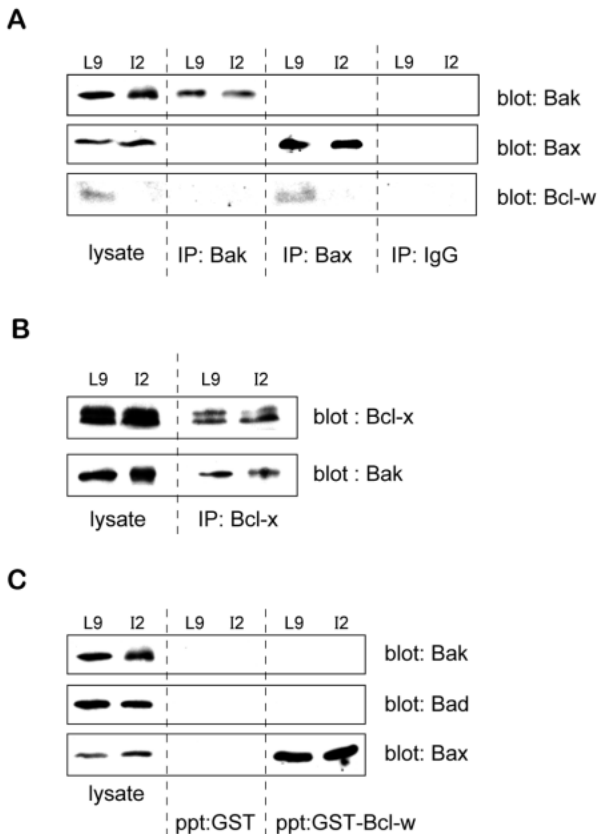 A
L9 I2 L9 I2 L9 I2 L9 I2
blot: Bak
blot: Bax
blot: Bcl-w
lysate IP: Bak IP: Bax IP: IgG
B
L9 I2 L9 I2
blot : Bcl-x
blot : Bak
lysate IP: Bcl-x
C
L9 I2 L9 I2 L9 I2
blot: Bak
blot: Bad
blot: Bax
lysate
ppt:GST ppt:GST-Bcl-w